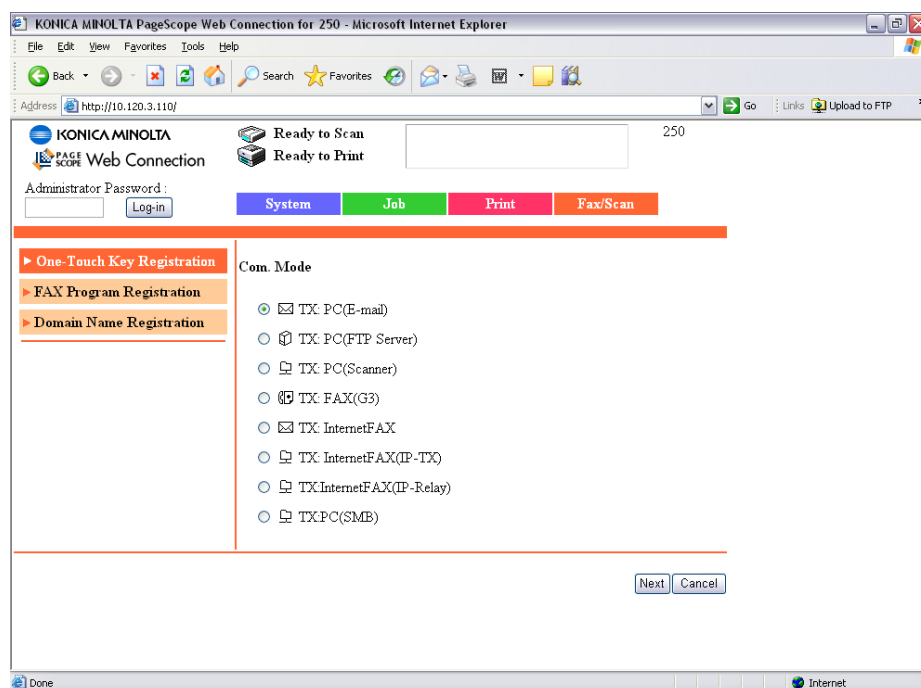 KONICA MINOLTA PageScope Web Connection for 250 - Microsoft Internet Explorer
File Edit View Favorites Tools Help
Back Search Favorites
Address http://10.120.3.110/ Go Links Upload to FTP
KONICA MINOLTA Ready to Scan 250
PAGE SCOPE Web Connection Ready to Print
Administrator Password :
Log-in System Job Print Fax/Scan
One-Touch Key Registration
FAX Program Registration
Domain Name Registration
Com. Mode
TX: PC(E-mail)
TX: PC(FTP Server)
TX: PC(Scanner)
TX: FAX(G3)
TX: InternetFAX
TX: InternetFAX(IP-TX)
TX:InternetFAX(IP-Relay)
TX:PC(SMB)
Next Cancel
Done Internet